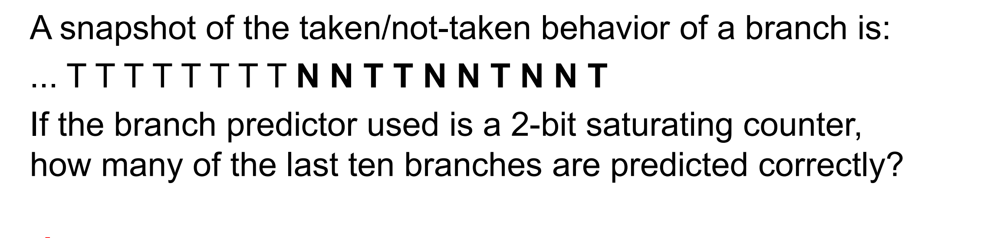 A snapshot of the taken/not-taken behavior of a branch is:
... T T T T T T T T N N T T N N T N N T
If the branch predictor used is a 2-bit saturating counter,
how many of the last ten branches are predicted correctly?